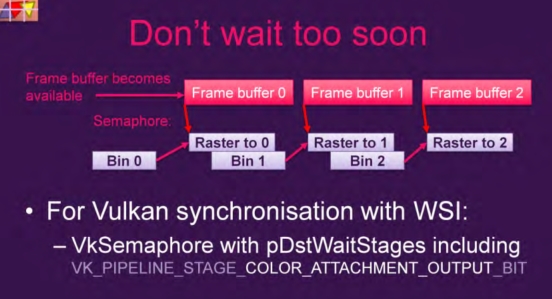 Don't wait too soon
Frame buffer becomes
available
Frame buffer 0
Frame buffer 1
Frame buffer 2
Semaphore:
Raster to 0
Raster to 1
Raster to 2
Bin 0
Bin 1
Bin 2
• For Vulkan synchronisation with WSI:
– VkSemaphore with pDstWaitStages including
VK_PIPELINE_STAGE_COLOR_ATTACHMENT_OUTPUT_BIT